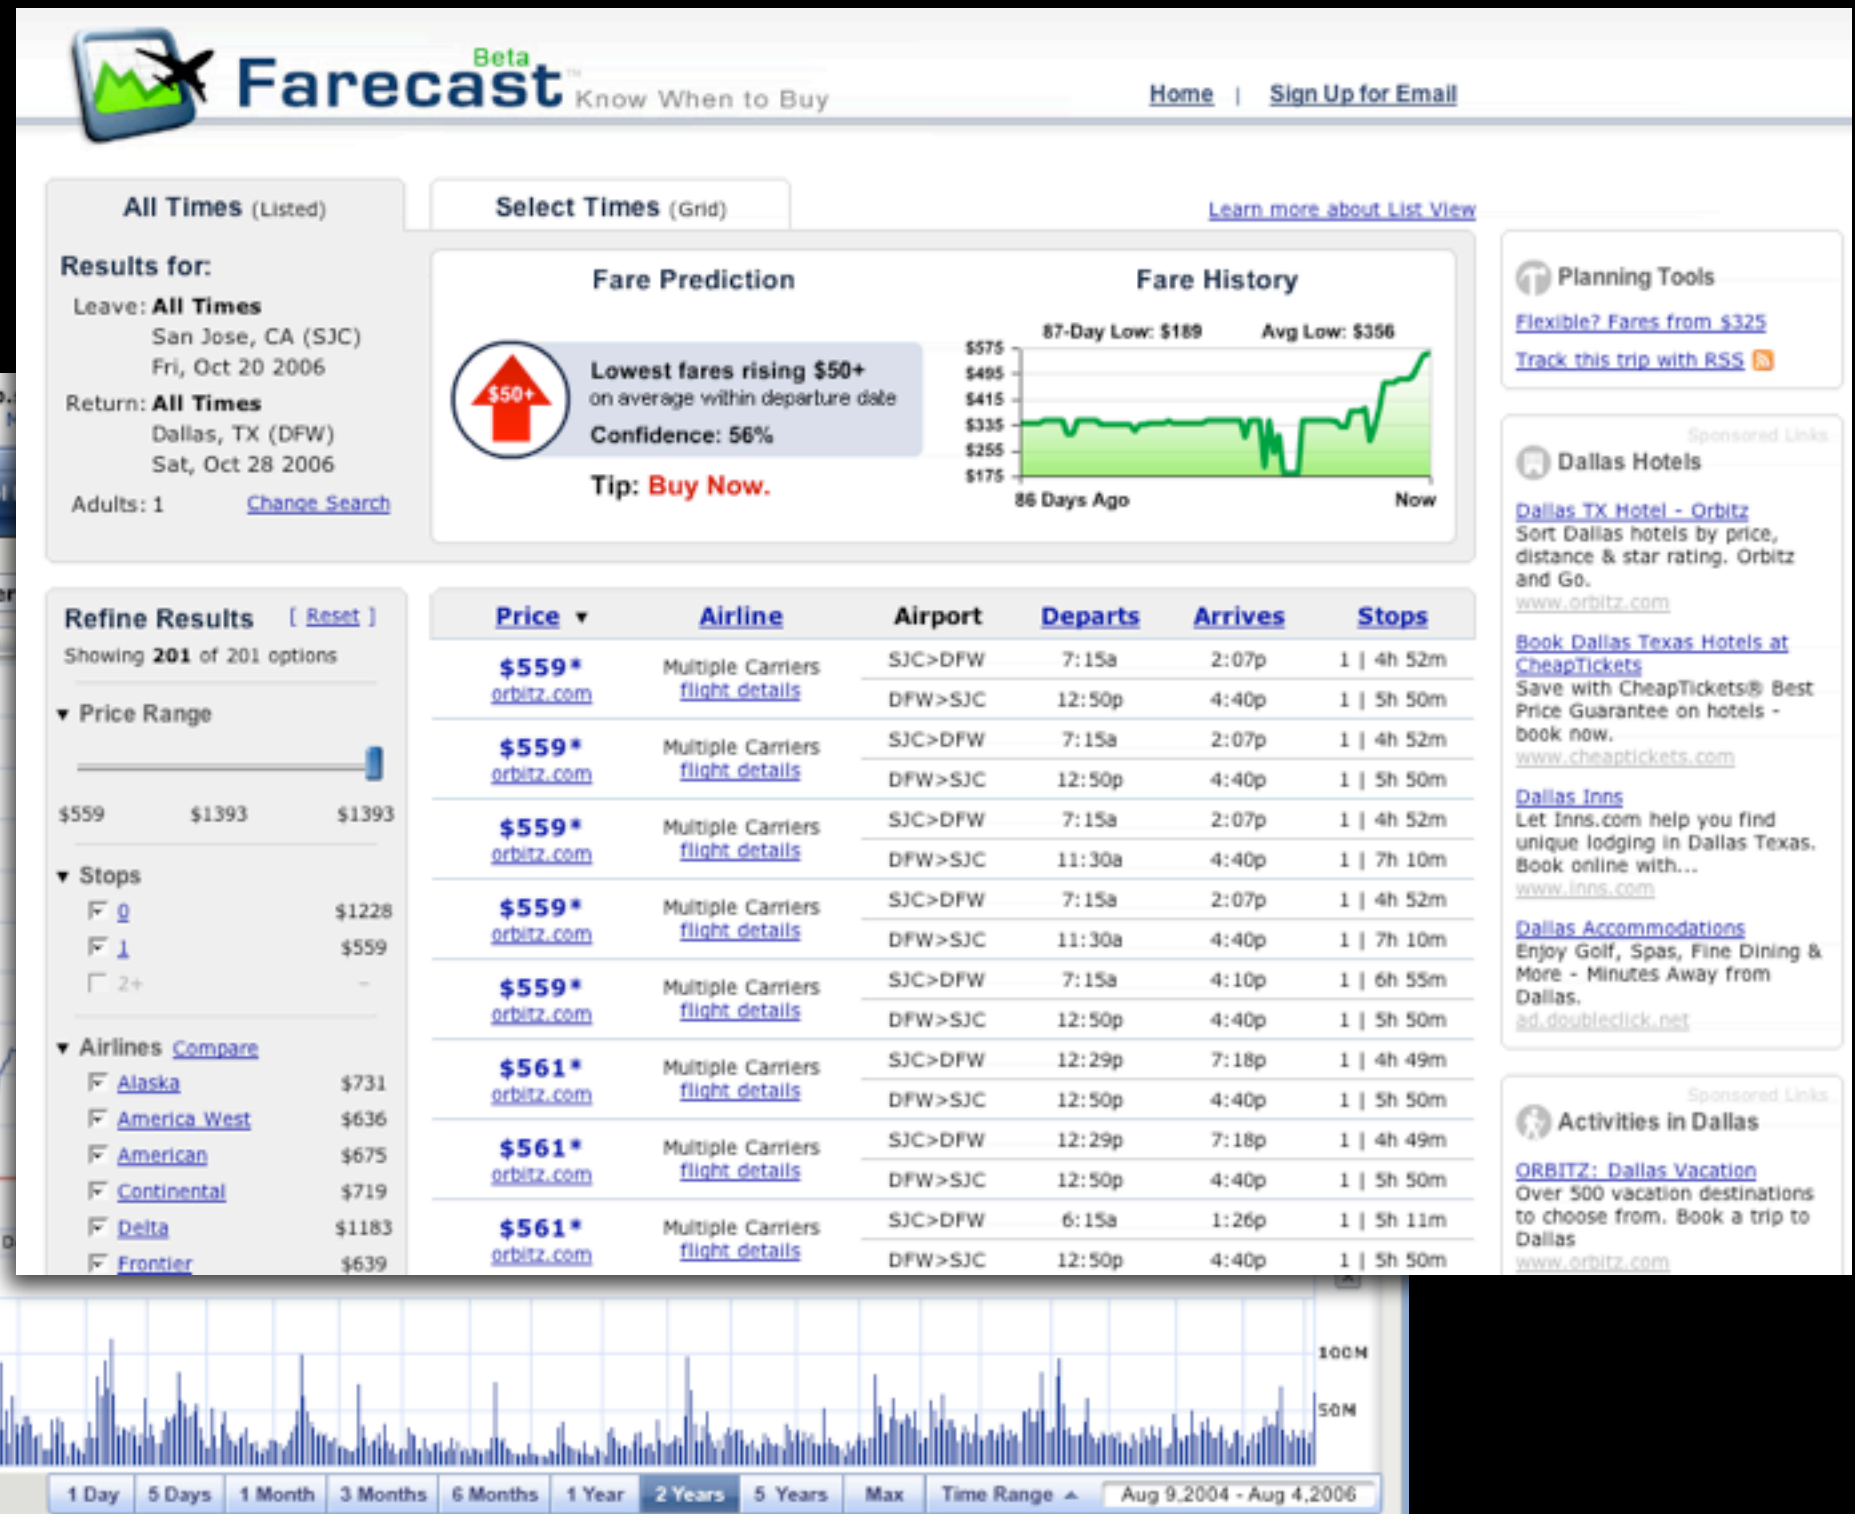 Beta
Farecast™ Know When to Buy
Home | Sign Up for Email
All Times (Listed)
Select Times (Grid)
Learn more about List View
Results for:
Leave: All Times
San Jose, CA (SJC)
Fri, Oct 20 2006
Return: All Times
Dallas, TX (DFW)
Sat, Oct 28 2006
Adults: 1 Change Search
Fare Prediction
$50+
Lowest fares rising $50+
on average within departure date
Confidence: 56%
Tip: Buy Now.
Fare History
87-Day Low: $189 Avg Low: $356
$575
$495
$415
$335
$255
$175
86 Days Ago Now
Planning Tools
Flexible? Fares from $325
Track this trip with RSS
Sponsored Links
Dallas Hotels
Dallas TX Hotel - Orbitz
Sort Dallas hotels by price,
distance & star rating. Orbitz
and Go.
www.orbitz.com
Book Dallas Texas Hotels at
CheapTickets
Save with CheapTickets® Best
Price Guarantee on hotels -
book now.
www.cheaptickets.com
Dallas Inns
Let Inns.com help you find
unique lodging in Dallas Texas.
Book online with...
www.inns.com
Dallas Accommodations
Enjoy Golf, Spas, Fine Dining &
More - Minutes Away from
Dallas.
ad.doubleclick.net
Sponsored Links
Activities in Dallas
ORBITZ: Dallas Vacation
Over 500 vacation destinations
to choose from. Book a trip to
Dallas
www.orbitz.com
Refine Results [ Reset ]
Showing 201 of 201 options
▼ Price Range
$559 $1393 $1393
▼ Stops
0 $1228
1 $559
2+ –
▼ Airlines Compare
Alaska $731
America West $636
American $675
Continental $719
Delta $1183
Frontier $639
Price ▼ Airline Airport Departs Arrives Stops
$559* Multiple Carriers SJC>DFW 7:15a 2:07p 1 | 4h 52m
orbitz.com flight details DFW>SJC 12:50p 4:40p 1 | 5h 50m
$559* Multiple Carriers SJC>DFW 7:15a 2:07p 1 | 4h 52m
orbitz.com flight details DFW>SJC 12:50p 4:40p 1 | 5h 50m
$559* Multiple Carriers SJC>DFW 7:15a 2:07p 1 | 4h 52m
orbitz.com flight details DFW>SJC 11:30a 4:40p 1 | 7h 10m
$559* Multiple Carriers SJC>DFW 7:15a 2:07p 1 | 4h 52m
orbitz.com flight details DFW>SJC 11:30a 4:40p 1 | 7h 10m
$559* Multiple Carriers SJC>DFW 7:15a 4:10p 1 | 6h 55m
orbitz.com flight details DFW>SJC 12:50p 4:40p 1 | 5h 50m
$561* Multiple Carriers SJC>DFW 12:29p 7:18p 1 | 4h 49m
orbitz.com flight details DFW>SJC 12:50p 4:40p 1 | 5h 50m
$561* Multiple Carriers SJC>DFW 12:29p 7:18p 1 | 4h 49m
orbitz.com flight details DFW>SJC 12:50p 4:40p 1 | 5h 50m
$561* Multiple Carriers SJC>DFW 6:15a 1:26p 1 | 5h 11m
orbitz.com flight details DFW>SJC 12:50p 4:40p 1 | 5h 50m
100M
50M
1 Day 5 Days 1 Month 3 Months 6 Months 1 Year 2 Years 5 Years Max Time Range Aug 9,2004 - Aug 4,2006